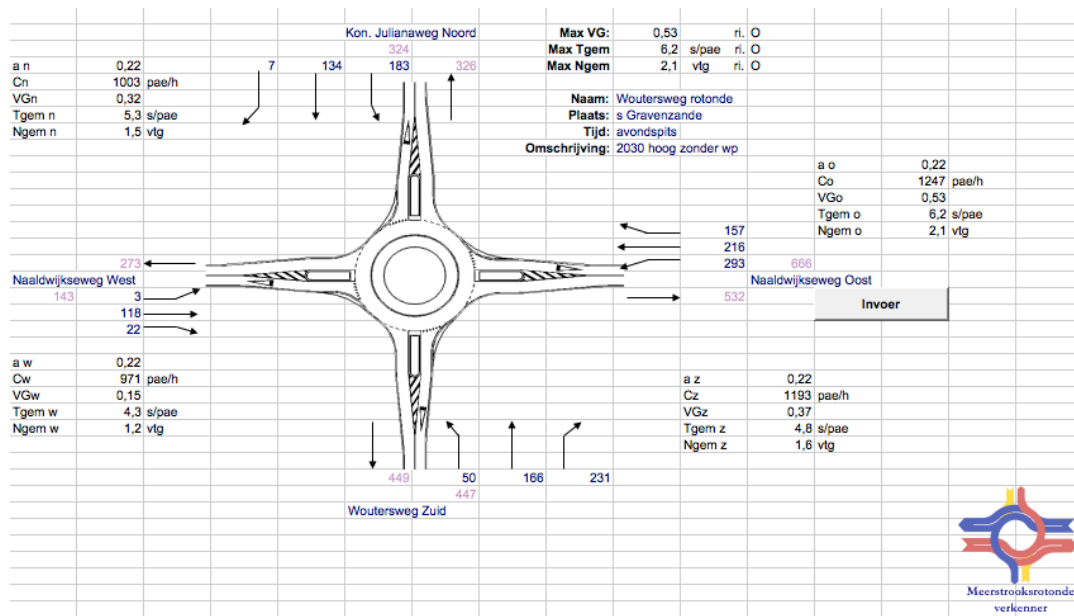 Kon. Julianaweg Noord Max VG: 0,53 ri. O
324 Max Tgem 6,2 s/pae ri. O
a n 0,22 7 134 183 326 Max Ngem 2,1 vtg ri. O
Cn 1003 pae/h
VGn 0,32 Naam: Woutersweg rotonde
Tgem n 5,3 s/pae Plaats: s Gravenzande
Ngem n 1,5 vtg Tijd: avondspits
Omschrijving: 2030 hoog zonder wp
a o 0,22
Co 1247 pae/h
VGo 0,53
Tgem o 6,2 s/pae
157 Ngem o 2,1 vtg
216
273 293 666
Naaldwijkseweg West Naaldwijkseweg Oost
143 3 532
118 Invoer
22
a w 0,22
Cw 971 pae/h a z 0,22
VGw 0,15 Cz 1193 pae/h
Tgem w 4,3 s/pae VGz 0,37
Ngem w 1,2 vtg Tgem z 4,8 s/pae
Ngem z 1,6 vtg
449 50 166 231
447
Woutersweg Zuid
Meerstrooksrotonde
verkenner